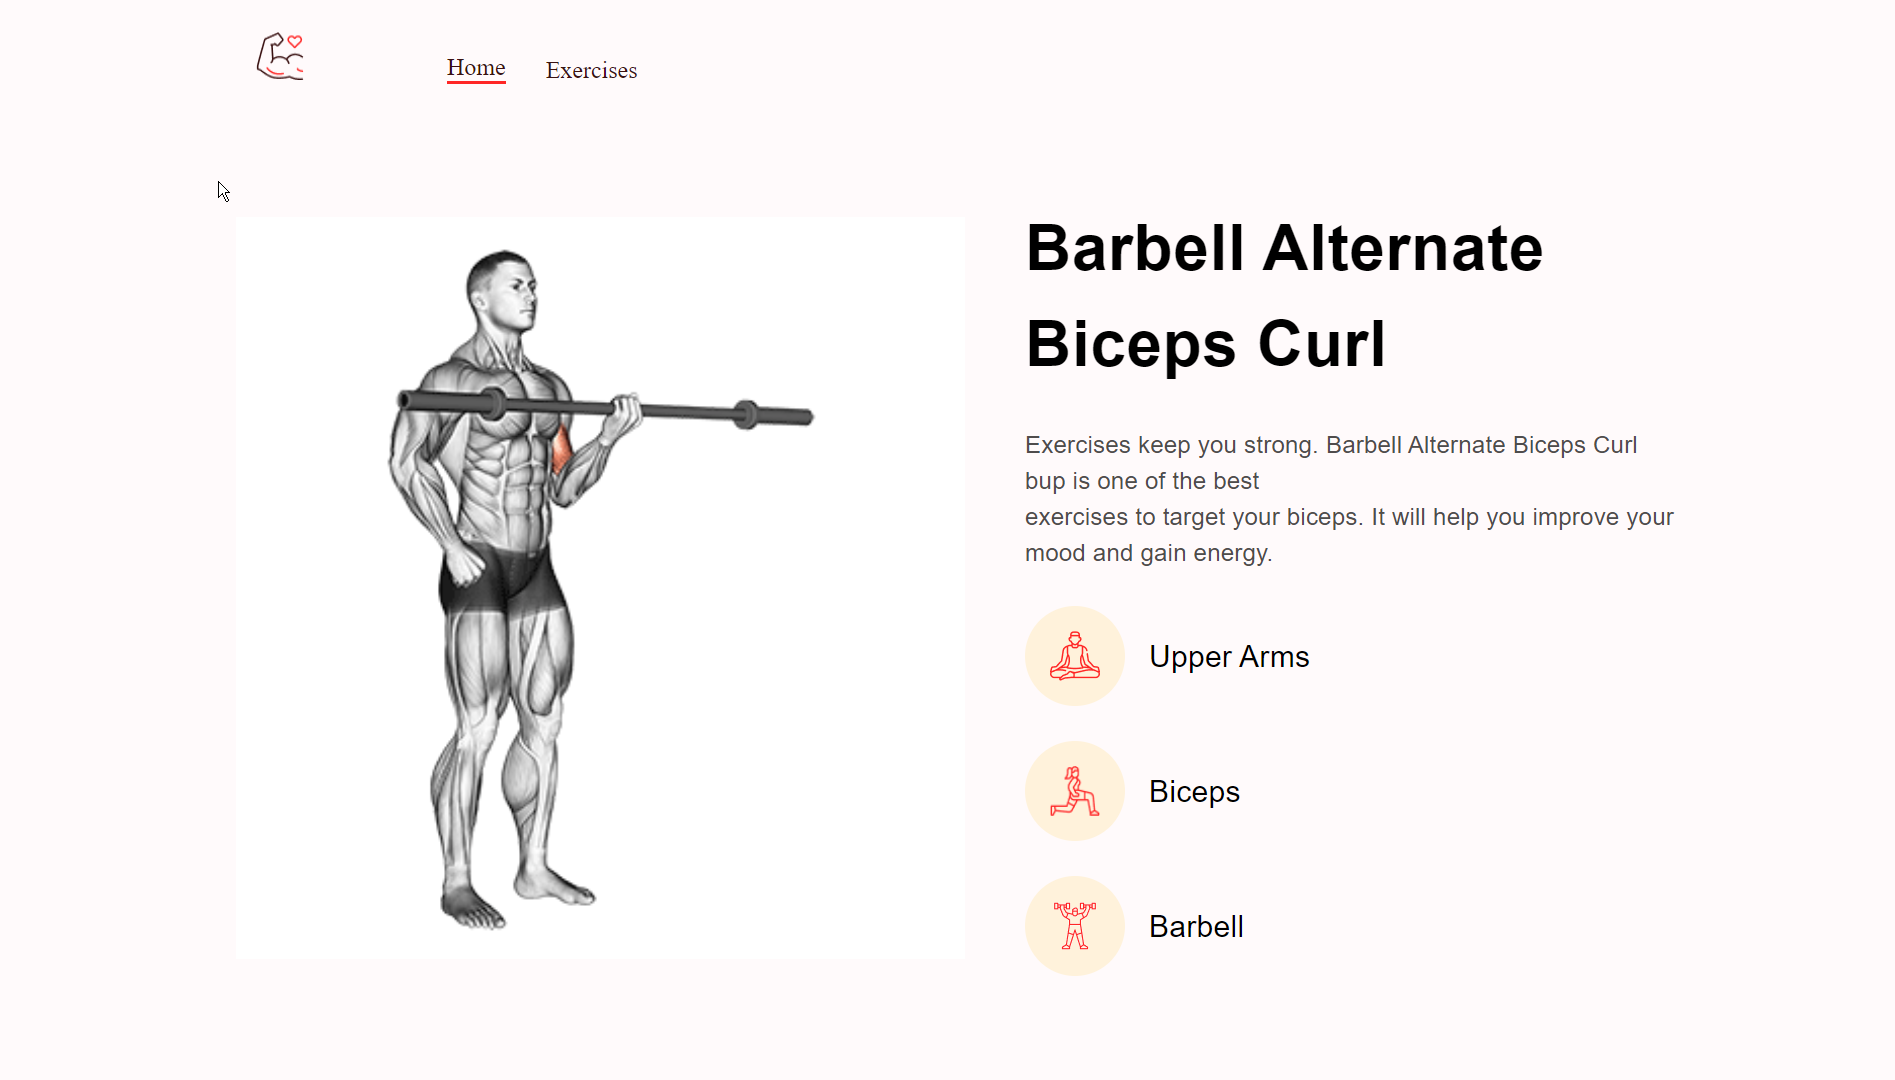 Home
Exercises
Barbell Alternate
Biceps Curl
Exercises keep you strong. Barbell Alternate Biceps Curl
bup is one of the best
exercises to target your biceps. It will help you improve your
mood and gain energy.
Upper Arms
Biceps
Barbell